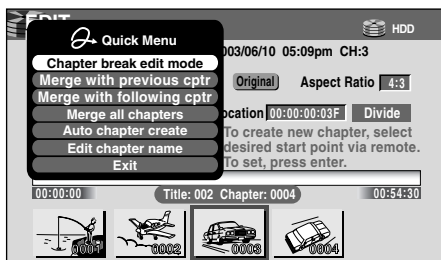 EDIT
HDD
Quick Menu
003/06/10 05:09pm CH:3
Chapter break edit mode
Merge with previous cptr
Original Aspect Ratio 4:3
Merge with following cptr
Merge all chapters
ocation 00:00:00:03F Divide
Auto chapter create
To create new chapter, select
Edit chapter name
desired start point via remote.
Exit
To set, press enter.
00:00:00 Title: 002 Chapter: 0004 00:54:30
0001 0002 0003 0004